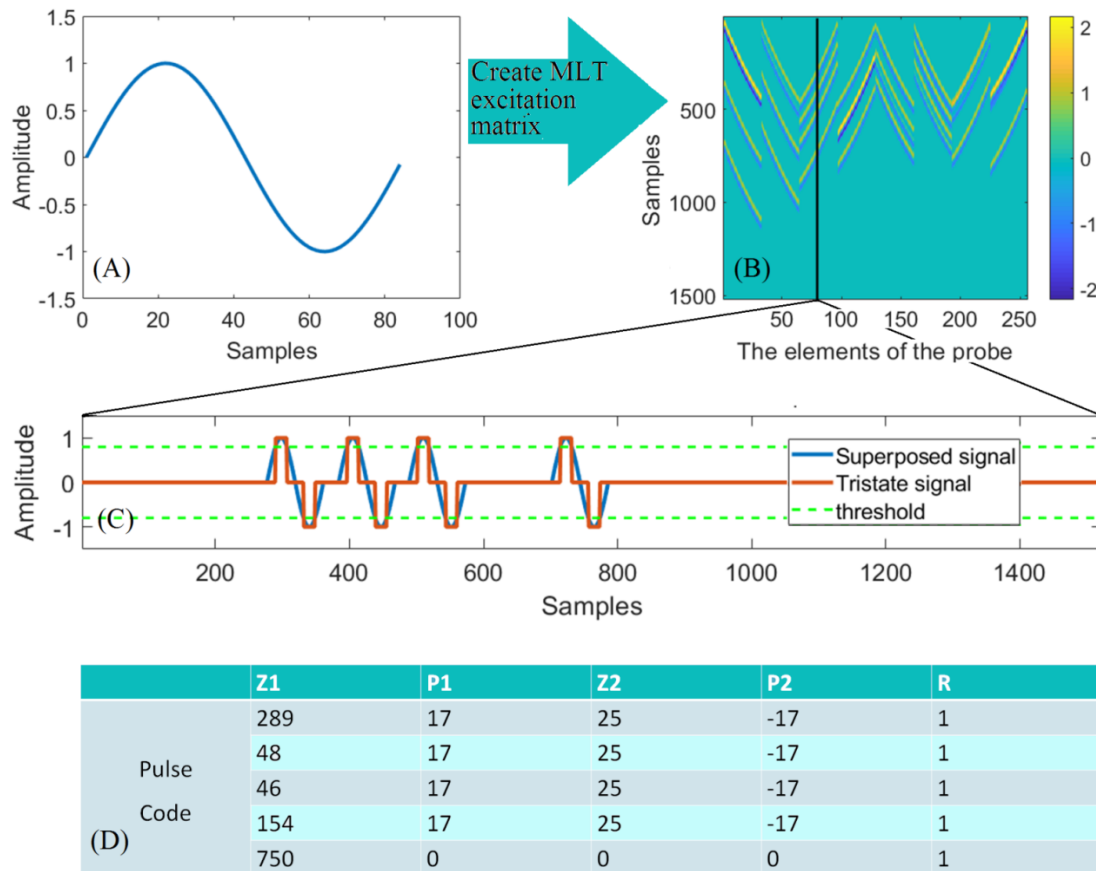 1.5
1
0.5
0
-0.5
-1
-1.5
Amplitude
(A)
0 20 40 60 80 100
Samples
Create MLT
excitation
matrix
500
1000
1500
Samples
(B)
50 100 150 200 250
The elements of the probe
2
1
0
-1
-2
1
0
-1
Amplitude
(C)
Superposed signal
Tristate signal
threshold
200 400 600 800 1000 1200 1400
Samples
Z1 P1 Z2 P2 R
Pulse
Code
(D)
289 17 25 -17 1
48 17 25 -17 1
46 17 25 -17 1
154 17 25 -17 1
750 0 0 0 1